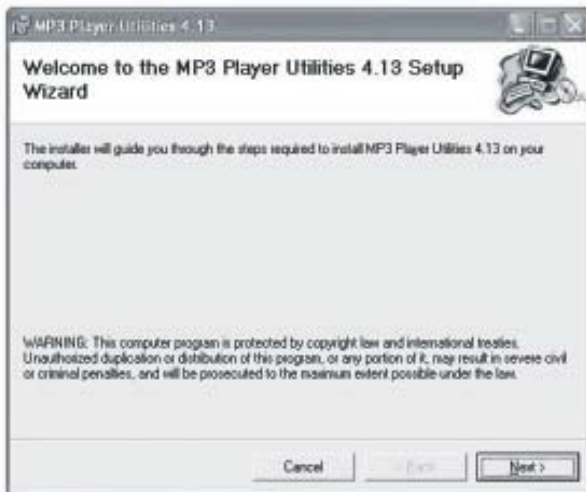 MP3 Player Utilities 4.13
Welcome to the MP3 Player Utilities 4.13 Setup
Wizard
The installer will guide you through the steps required to install MP3 Player Utilities 4.13 on your
computer.
WARNING: This computer program is protected by copyright law and international treaties.
Unauthorized duplication or distribution of this program, or any portion of it, may result in severe civil
or criminal penalties, and will be prosecuted to the maximum extent possible under the law.
Cancel
< Back
Next >